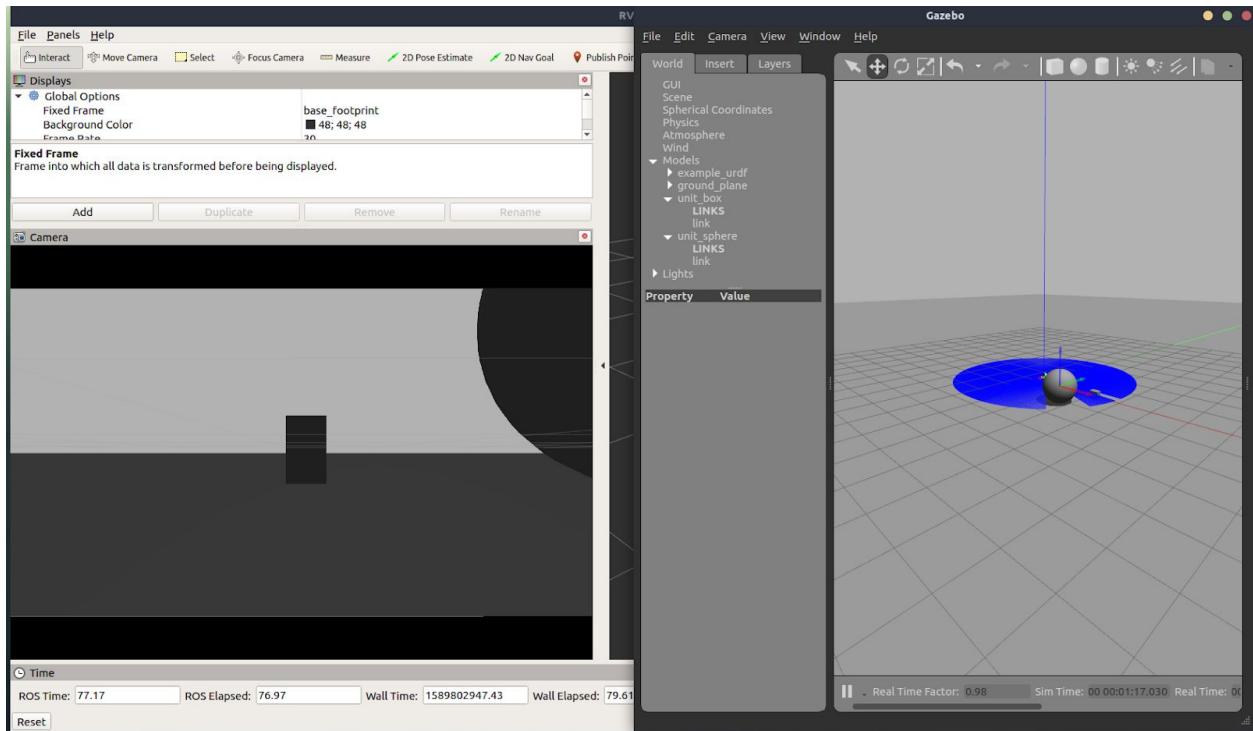 RV
File Panels Help
Interact Move Camera Select Focus Camera Measure 2D Pose Estimate 2D Nav Goal Publish Poin
Displays
Global Options
Fixed Frame base_footprint
Background Color 48; 48; 48
Frame Rate 30
Fixed Frame
Frame into which all data is transformed before being displayed.
Add Duplicate Remove Rename
Camera
Time
ROS Time: 77.17 ROS Elapsed: 76.97 Wall Time: 1589802947.43 Wall Elapsed: 79.61
Reset
Gazebo
File Edit Camera View Window Help
World Insert Layers
GUI
Scene
Spherical Coordinates
Physics
Atmosphere
Wind
Models
example_urdf
ground_plane
unit_box
LINKS
link
unit_sphere
LINKS
link
Lights
Property Value
Real Time Factor: 0.98 Sim Time: 00 00:01:17.030 Real Time: 00